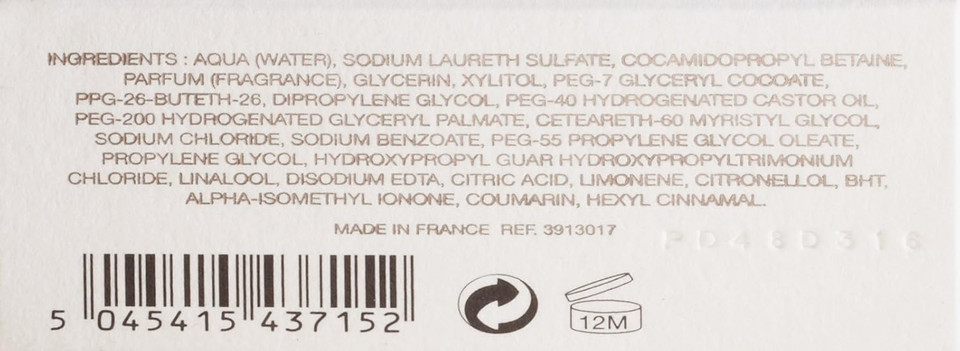 INGREDIENTS : AQUA (WATER), SODIUM LAURETH SULFATE, COCAMIDOPROPYL BETAINE,
PARFUM (FRAGRANCE), GLYCERIN, XYLITOL, PEG-7 GLYCERYL COCOATE,
PPG-26-BUTETH-26, DIPROPYLENE GLYCOL, PEG-40 HYDROGENATED CASTOR OIL,
PEG-200 HYDROGENATED GLYCERYL PALMATE, CETEARETH-60 MYRISTYL GLYCOL,
SODIUM CHLORIDE, SODIUM BENZOATE, PEG-55 PROPYLENE GLYCOL OLEATE,
PROPYLENE GLYCOL, HYDROXYPROPYL GUAR HYDROXYPROPYLTRIMONIUM
CHLORIDE, LINALOOL, DISODIUM EDTA, CITRIC ACID, LIMONENE, CITRONELLOL, BHT,
ALPHA-ISOMETHYL IONONE, COUMARIN, HEXYL CINNAMAL.
MADE IN FRANCE REF. 3913017
PD48D318
5 045415 437152
12M